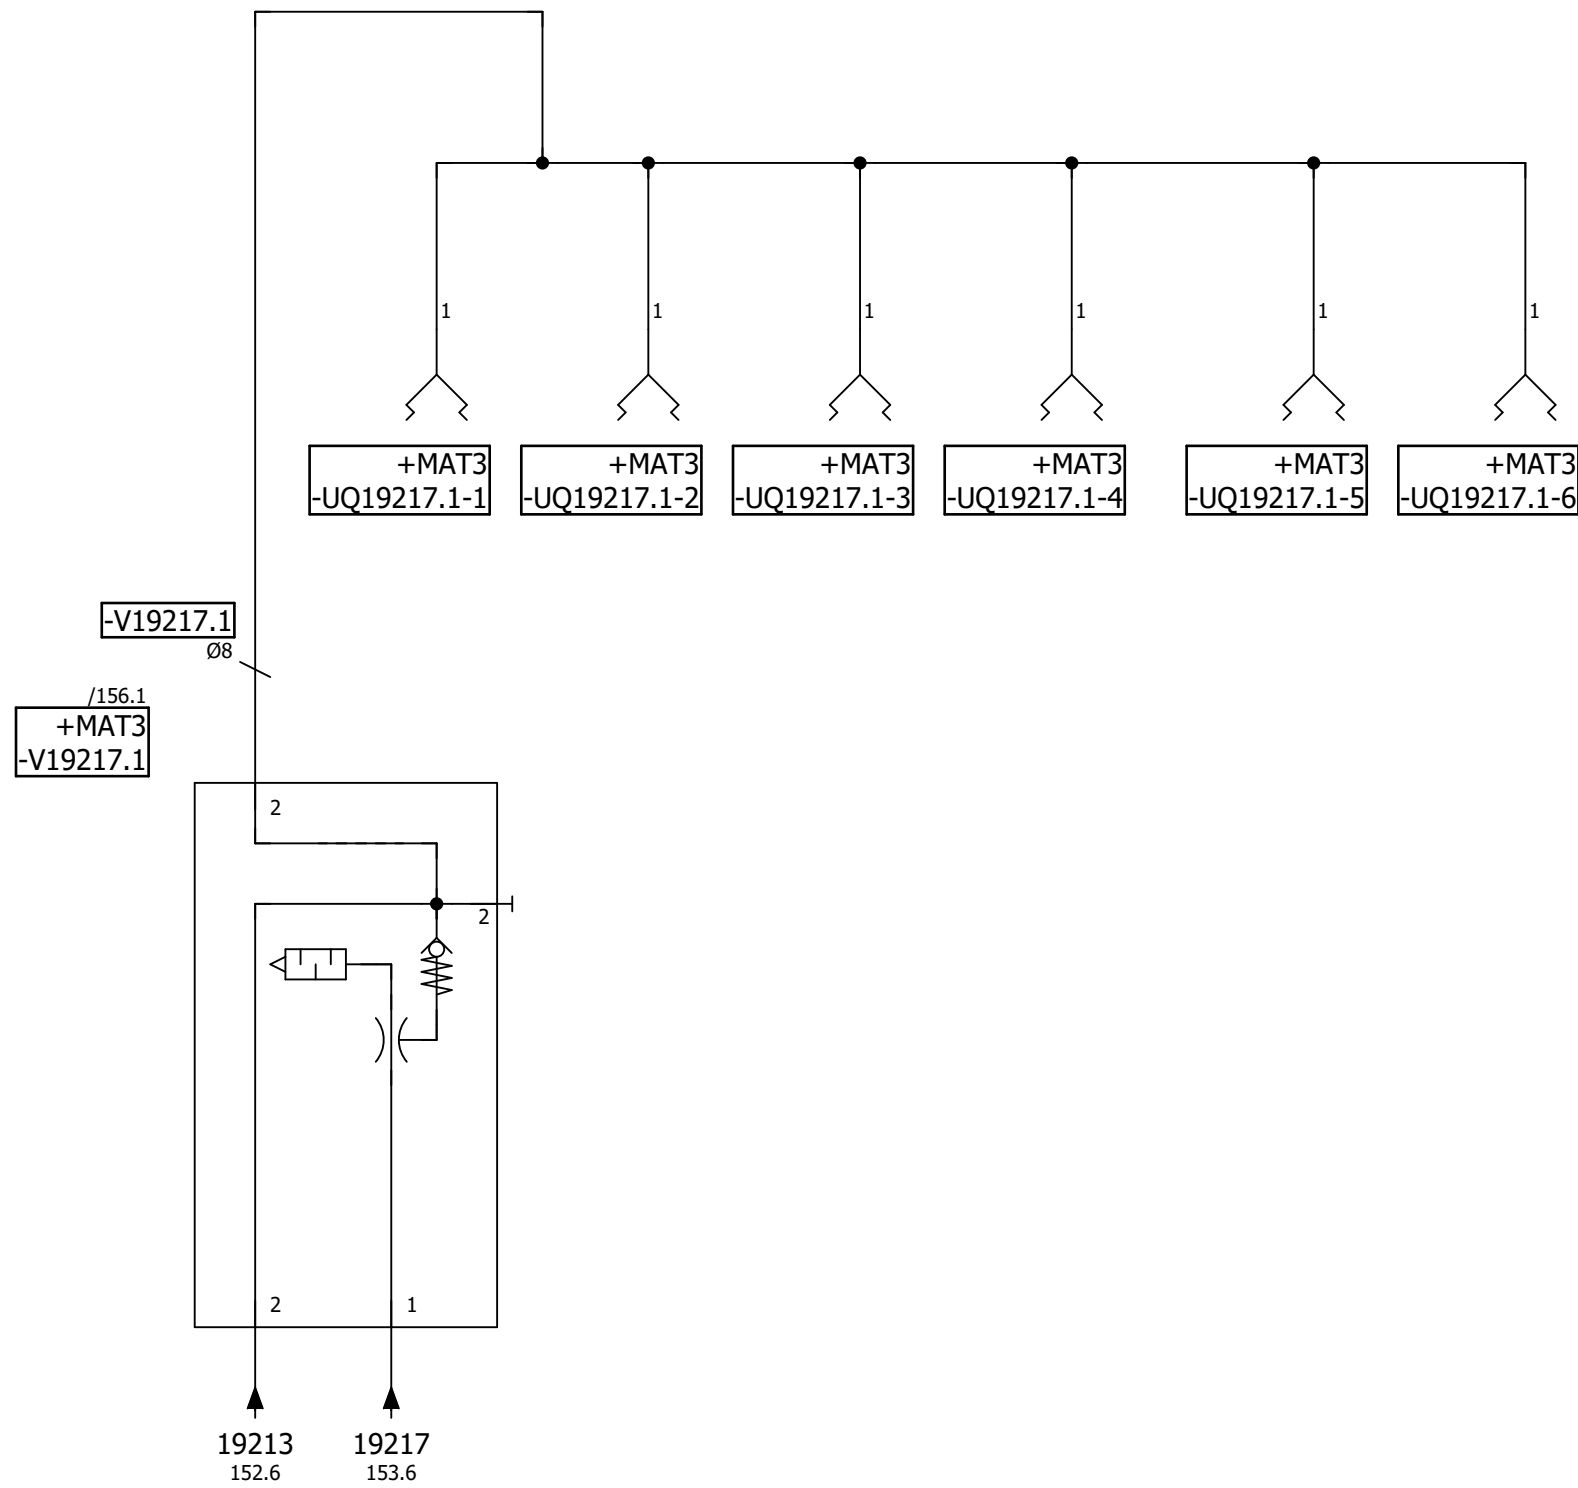 1
1
1
1
1
1
+MAT3
-UQ19217.1-1
+MAT3
-UQ19217.1-2
+MAT3
-UQ19217.1-3
+MAT3
-UQ19217.1-4
+MAT3
-UQ19217.1-5
+MAT3
-UQ19217.1-6
-V19217.1
Ø8
/156.1
+MAT3
-V19217.1
2
2
2
1
19213
152.6
19217
153.6